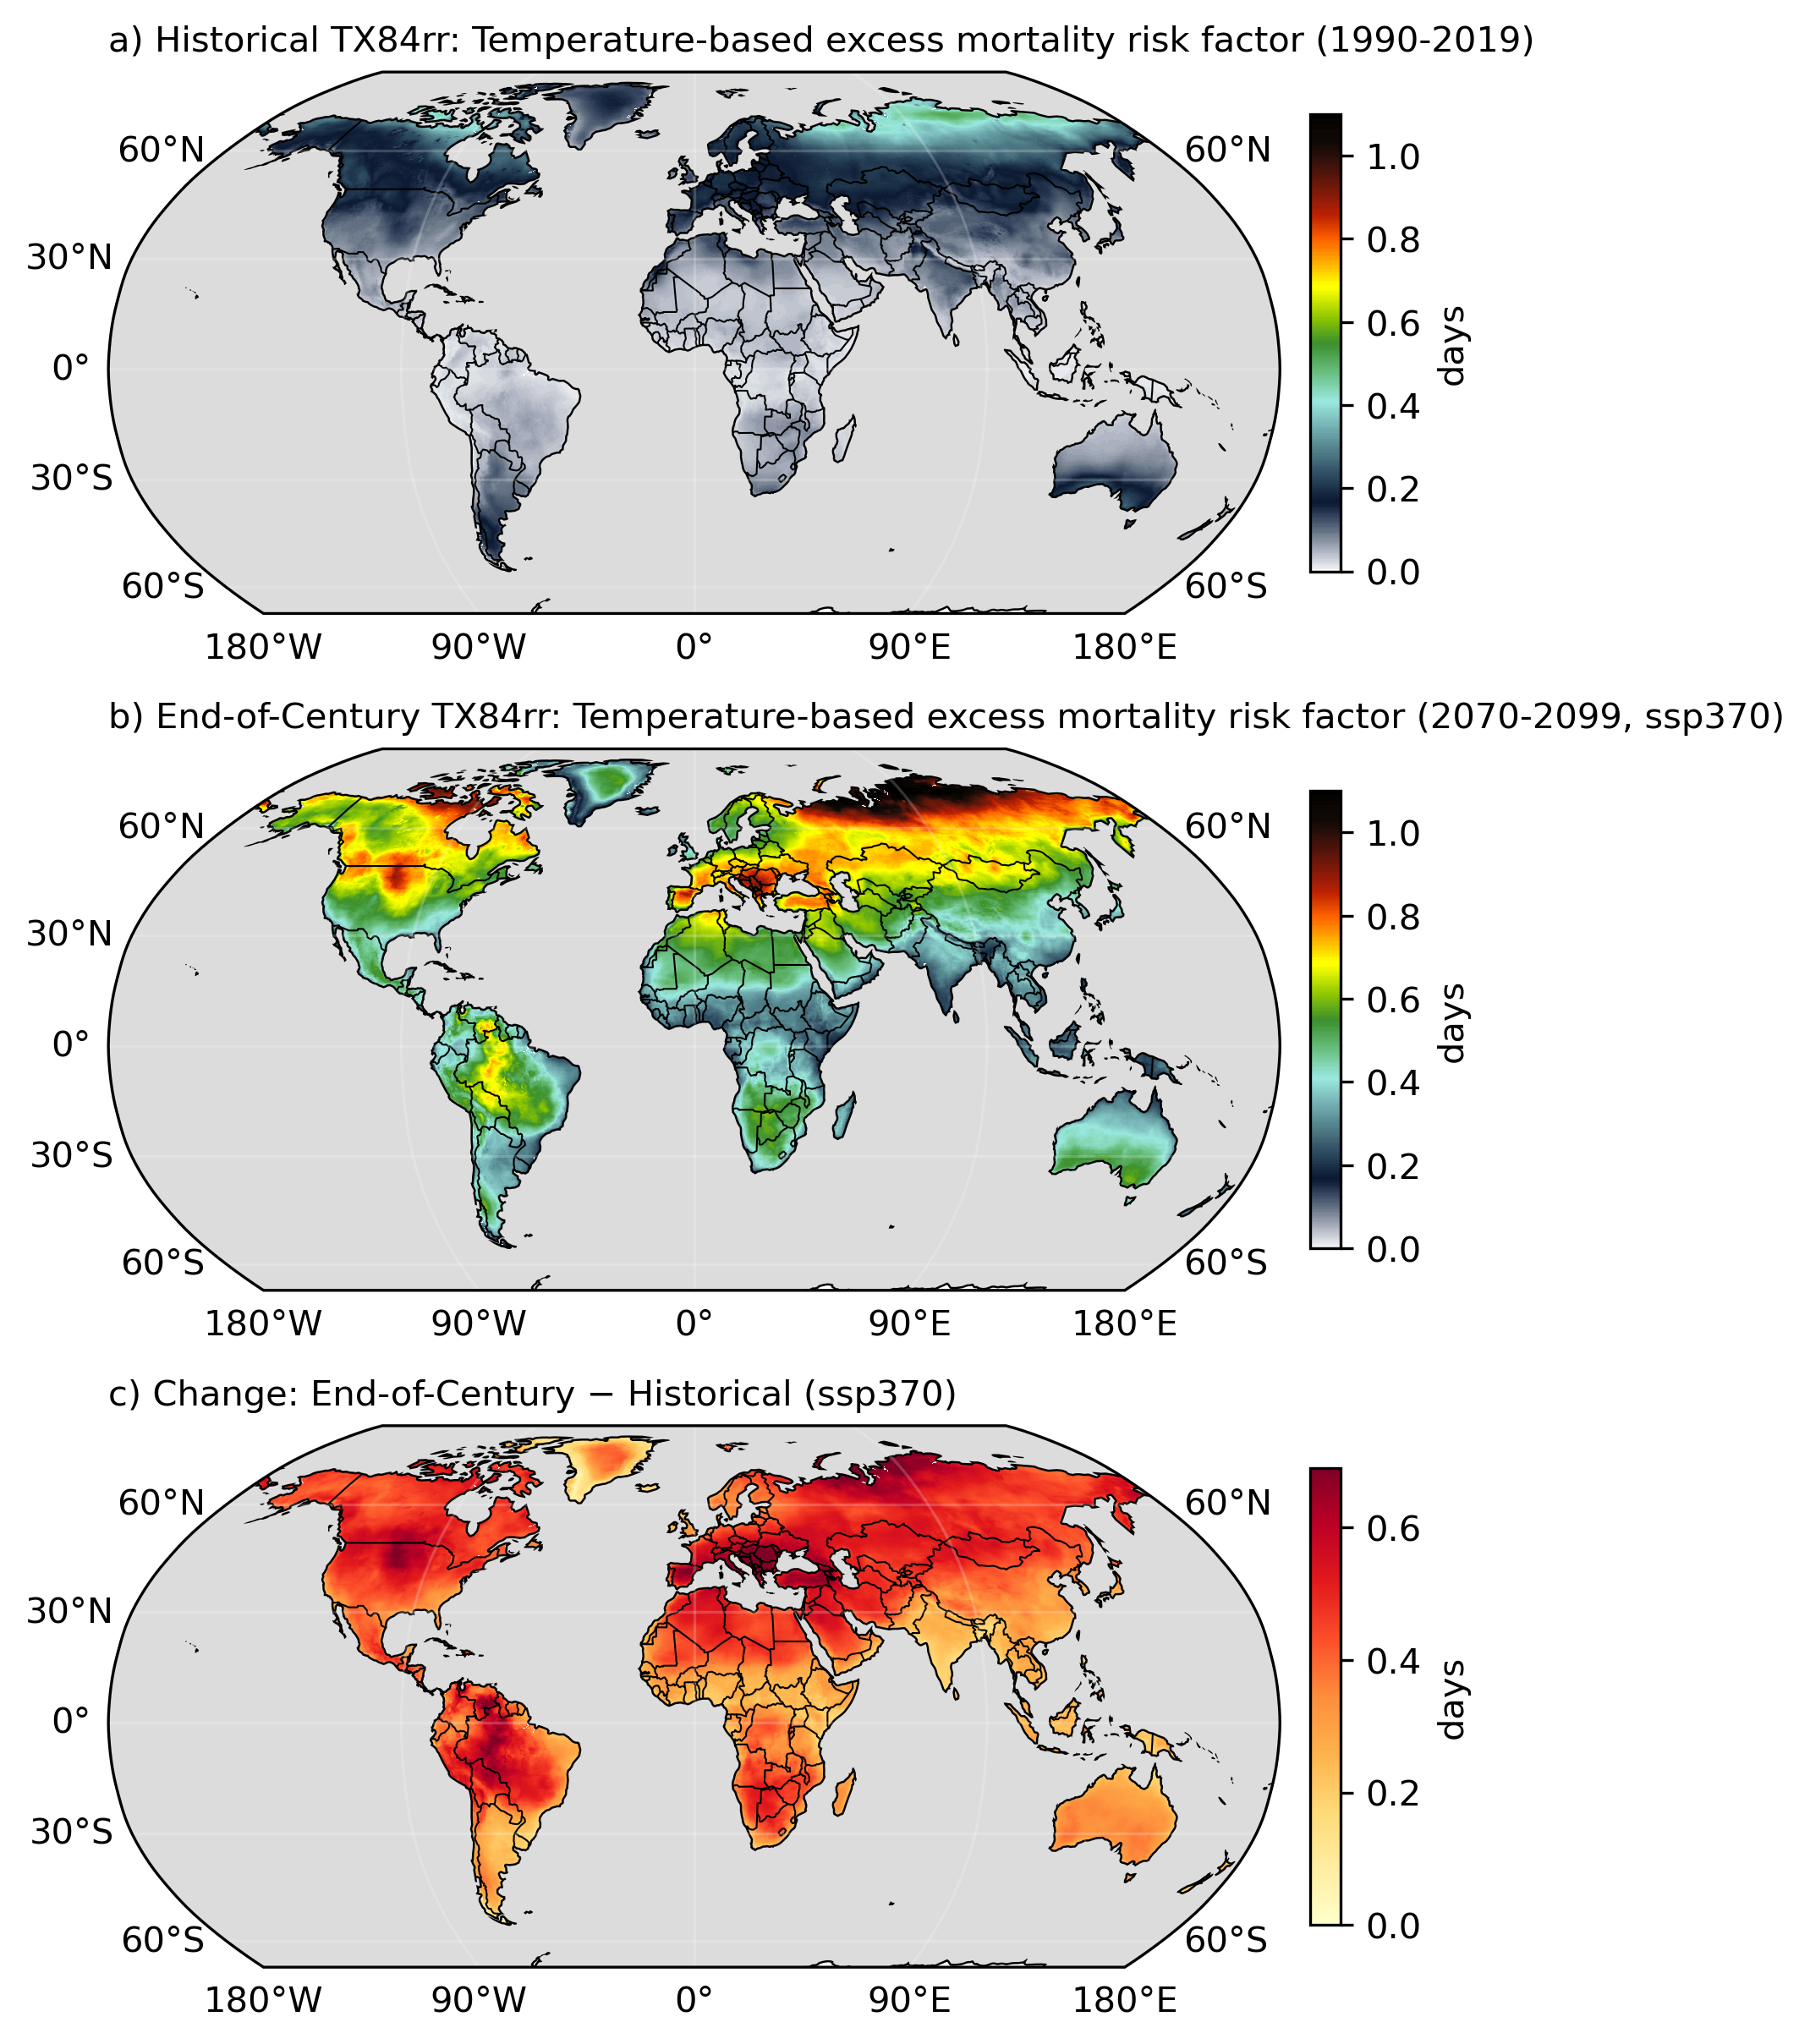 a) Historical TX84rr: Temperature-based excess mortality risk factor (1990-2019)
60°N 60°N
30°N
0°
30°S
60°S 60°S
180°W 90°W 0° 90°E 180°E
1.0
0.8
0.6
0.4
0.2
0.0
days
b) End-of-Century TX84rr: Temperature-based excess mortality risk factor (2070-2099, ssp370)
60°N 60°N
30°N
0°
30°S
60°S 60°S
180°W 90°W 0° 90°E 180°E
1.0
0.8
0.6
0.4
0.2
0.0
days
c) Change: End-of-Century − Historical (ssp370)
60°N 60°N
30°N
0°
30°S
60°S 60°S
180°W 90°W 0° 90°E 180°E
0.6
0.4
0.2
0.0
days